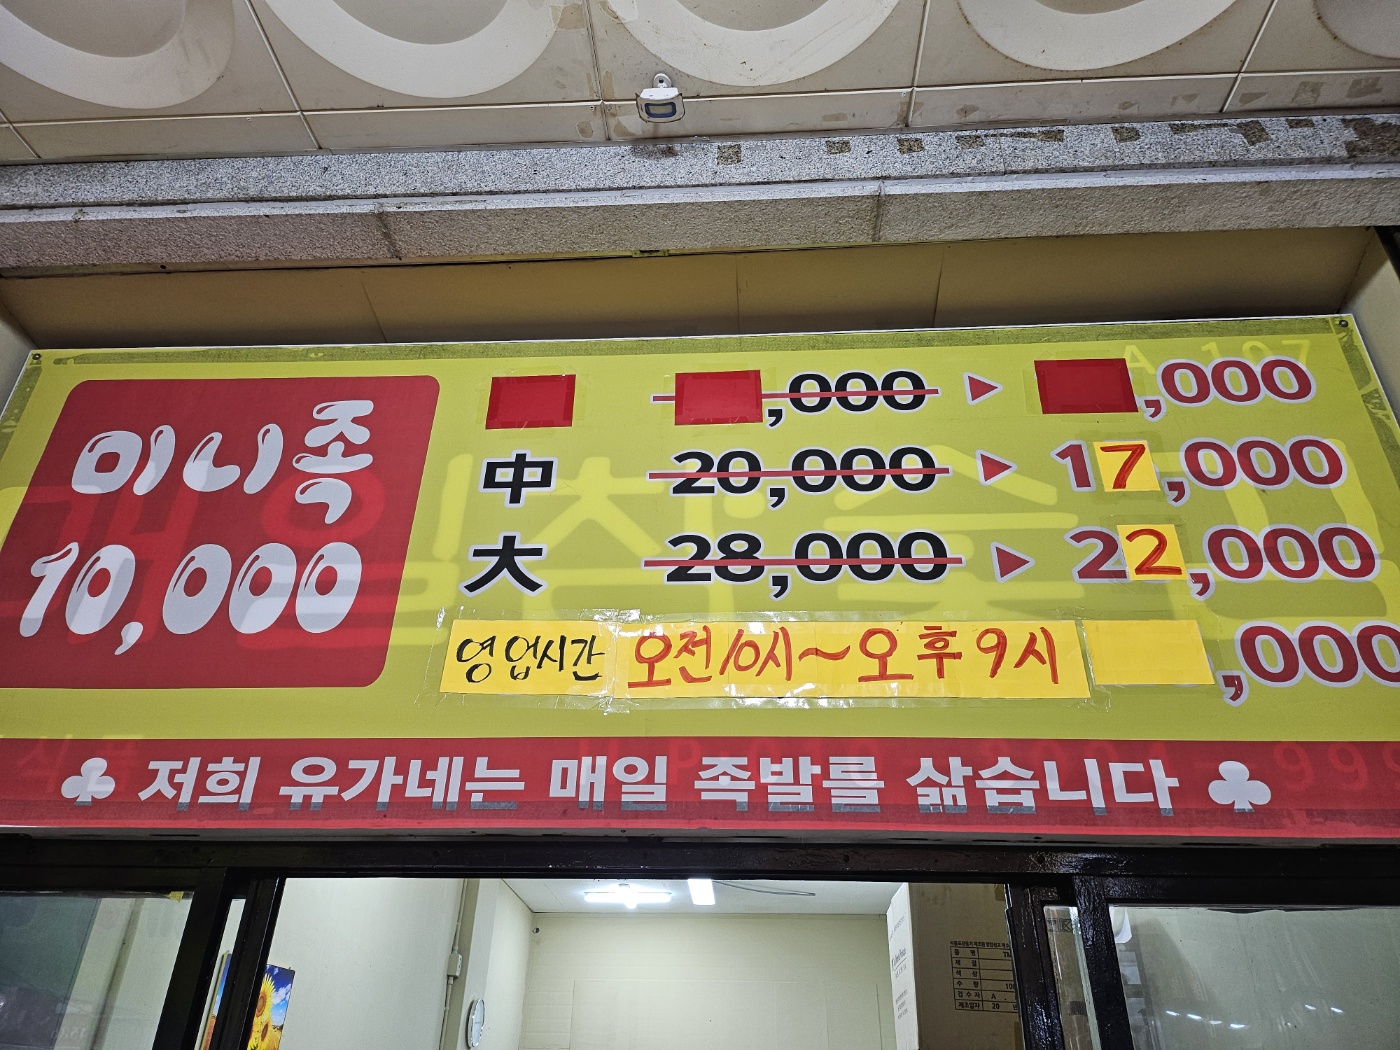 미니족
10,000
,000 ▶ ,000
中 20,000 ▶ 17,000
大 28,000 ▶ 22,000
영업시간 오전 10시~오후 9시 ,000
♣ 저희 유가네는 매일 족발를 삶습니다 ♣